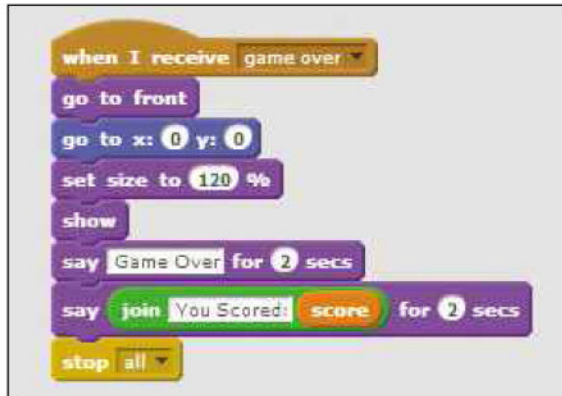 when I receive game over
go to front
go to x: 0 y: 0
set size to 120 %
show
say Game Over for 2 secs
say join You Scored: score for 2 secs
stop all